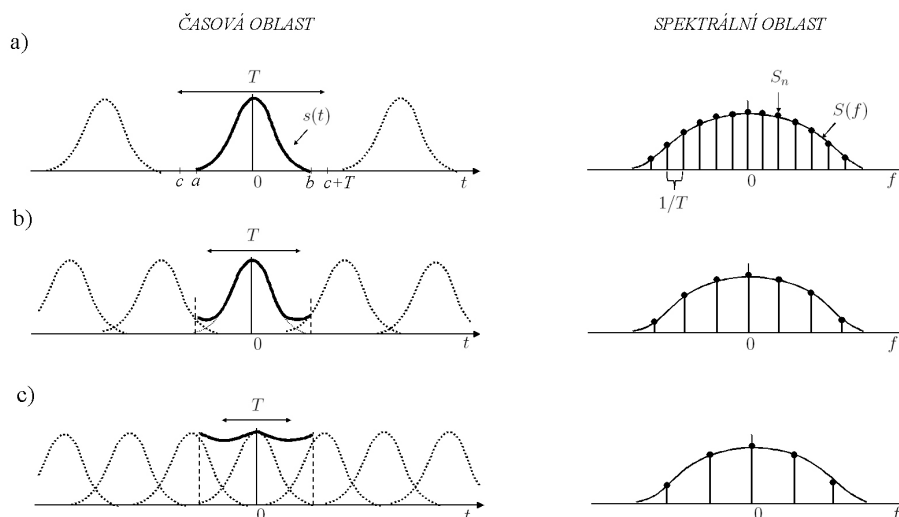 ČASOVÁ OBLAST
SPEKTRÁLNÍ OBLAST
a)
T
s(t)
c a 0 b c+T t
S_n
S(f)
0 f
1/T
b)
T
0 t
0 f
c)
T
0 t
0 f